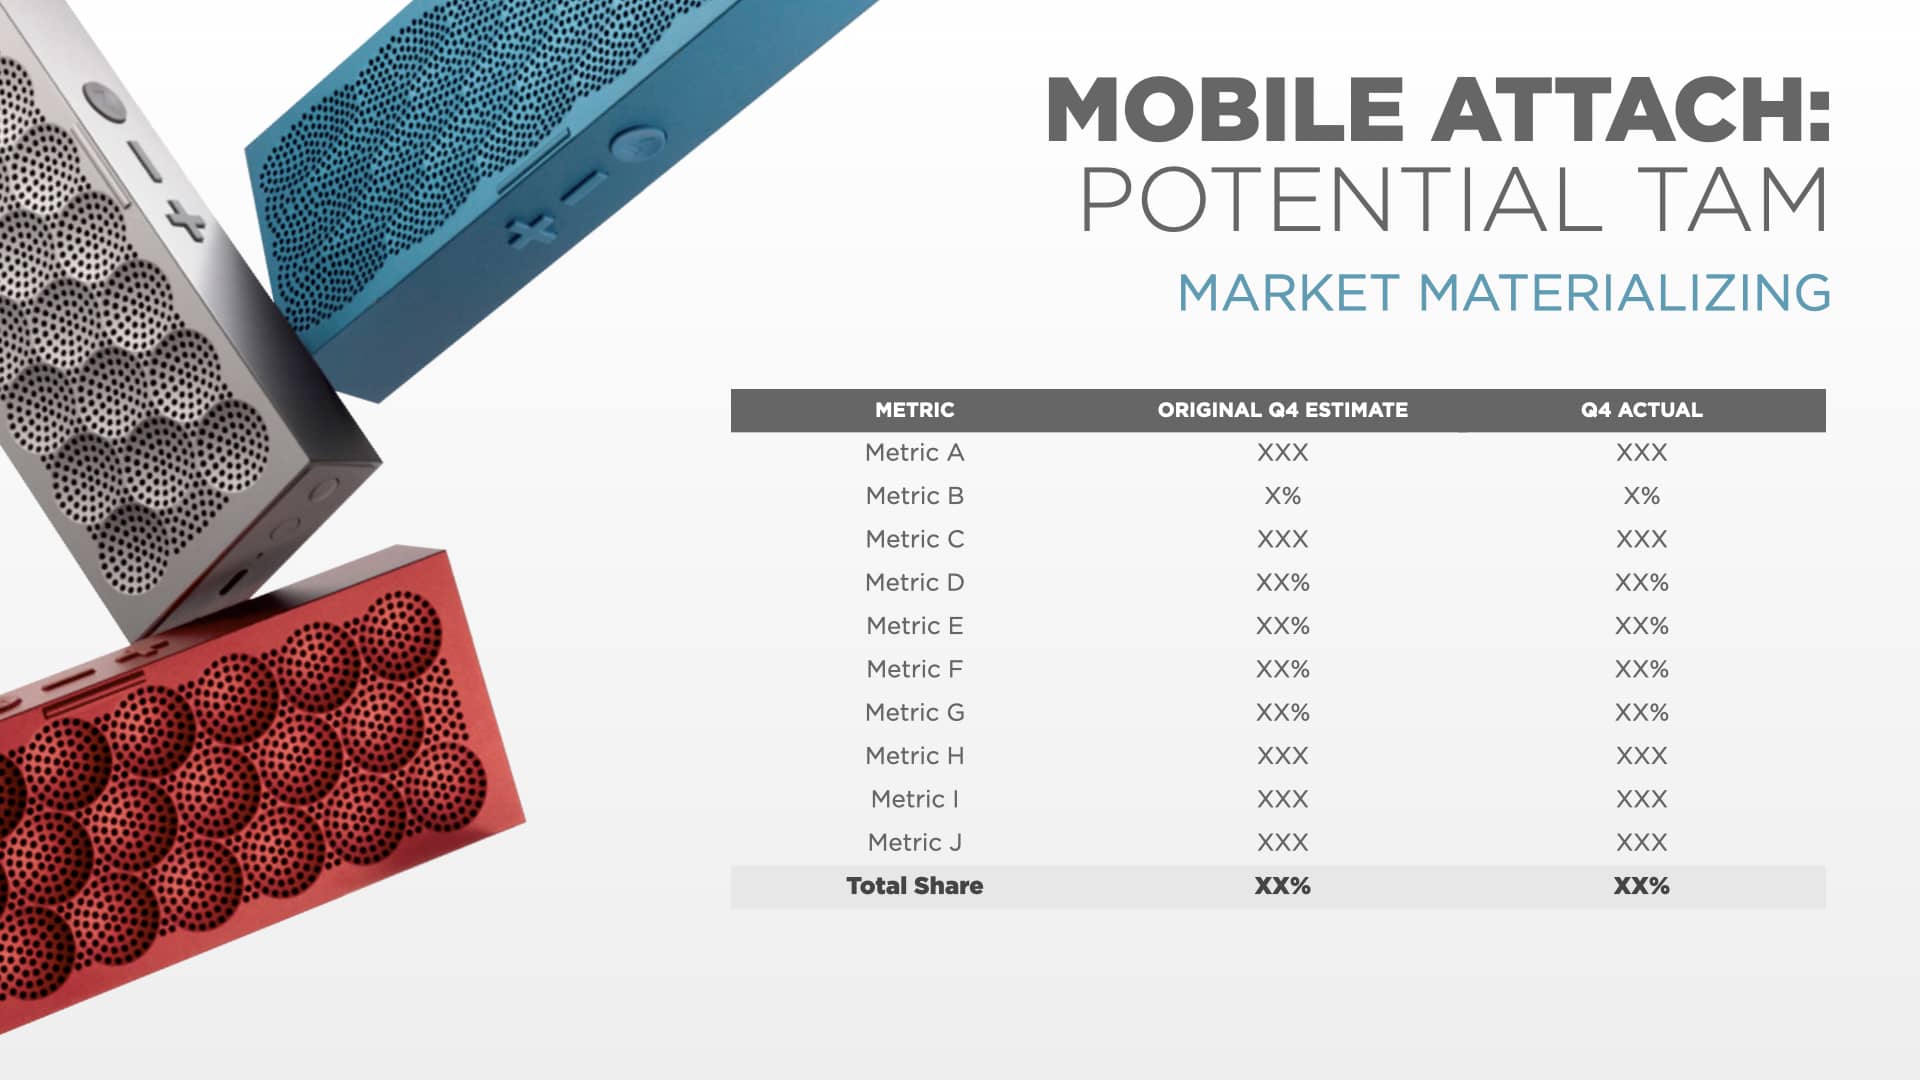 MOBILE ATTACH:
POTENTIAL TAM
MARKET MATERIALIZING
METRIC ORIGINAL Q4 ESTIMATE Q4 ACTUAL
Metric A XXX XXX
Metric B X% X%
Metric C XXX XXX
Metric D XX% XX%
Metric E XX% XX%
Metric F XX% XX%
Metric G XX% XX%
Metric H XXX XXX
Metric I XXX XXX
Metric J XXX XXX
Total Share XX% XX%